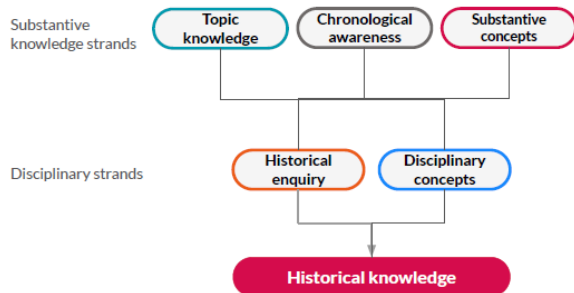 Substantive
knowledge strands
Topic
knowledge
Chronological
awareness
Substantive
concepts
Disciplinary strands
Historical
enquiry
Disciplinary
concepts
Historical knowledge